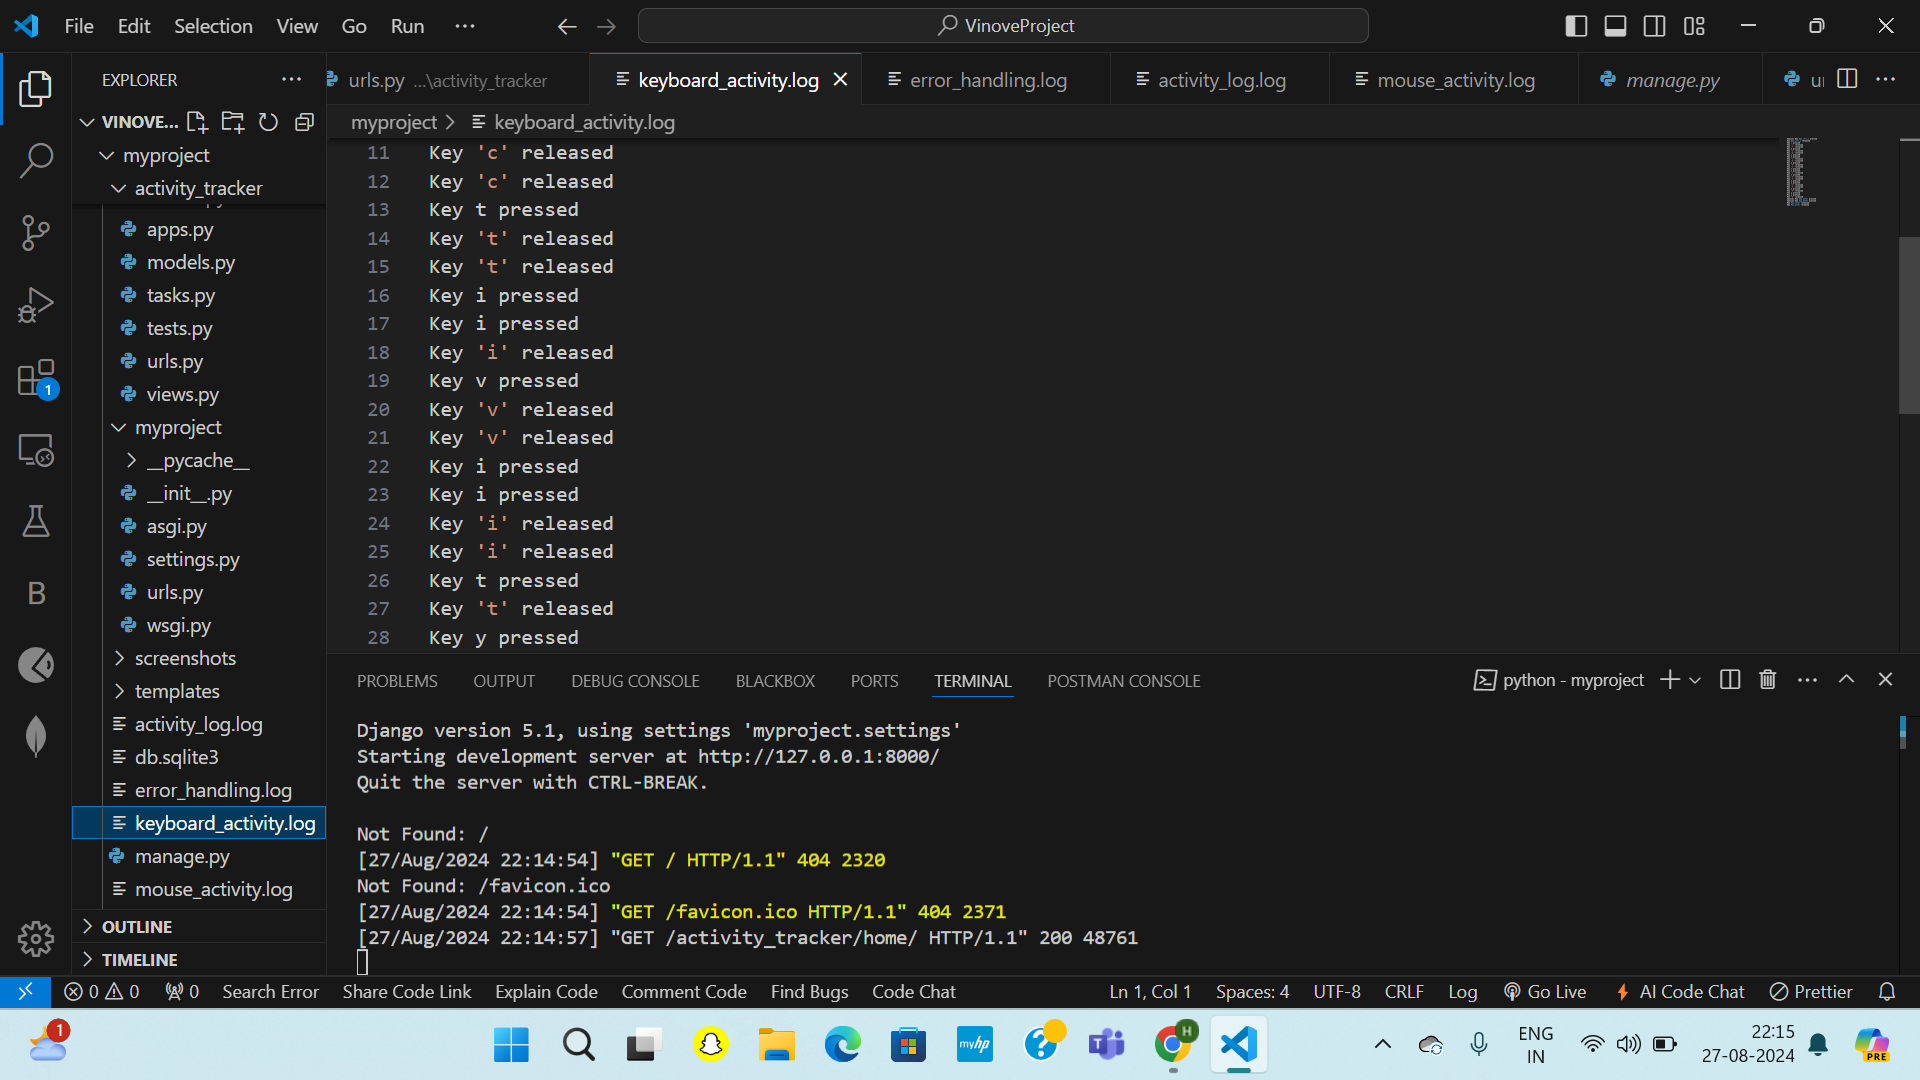 File Edit Selection View Go Run ···
VinoveProject
EXPLORER ···
VINOVE...
myproject
activity_tracker
apps.py
models.py
tasks.py
tests.py
urls.py
views.py
myproject
__pycache__
__init__.py
asgi.py
settings.py
urls.py
wsgi.py
screenshots
templates
activity_log.log
db.sqlite3
error_handling.log
keyboard_activity.log
manage.py
mouse_activity.log
OUTLINE
TIMELINE
1
B
urls.py ...\activity_tracker keyboard_activity.log error_handling.log activity_log.log mouse_activity.log manage.py ···
myproject > keyboard_activity.log
11 Key 'c' released
12 Key 'c' released
13 Key t pressed
14 Key 't' released
15 Key 't' released
16 Key i pressed
17 Key i pressed
18 Key 'i' released
19 Key v pressed
20 Key 'v' released
21 Key 'v' released
22 Key i pressed
23 Key i pressed
24 Key 'i' released
25 Key 'i' released
26 Key t pressed
27 Key 't' released
28 Key y pressed
PROBLEMS OUTPUT DEBUG CONSOLE BLACKBOX PORTS TERMINAL POSTMAN CONSOLE python - myproject ···
Django version 5.1, using settings 'myproject.settings'
Starting development server at http://127.0.0.1:8000/
Quit the server with CTRL-BREAK.
Not Found: /
[27/Aug/2024 22:14:54] "GET / HTTP/1.1" 404 2320
Not Found: /favicon.ico
[27/Aug/2024 22:14:54] "GET /favicon.ico HTTP/1.1" 404 2371
[27/Aug/2024 22:14:57] "GET /activity_tracker/home/ HTTP/1.1" 200 48761
0 0 0 Search Error Share Code Link Explain Code Comment Code Find Bugs Code Chat Ln 1, Col 1 Spaces: 4 UTF-8 CRLF Log Go Live AI Code Chat Prettier
1
myhp
?
T
H
ENG
IN
22:15
27-08-2024
PRE